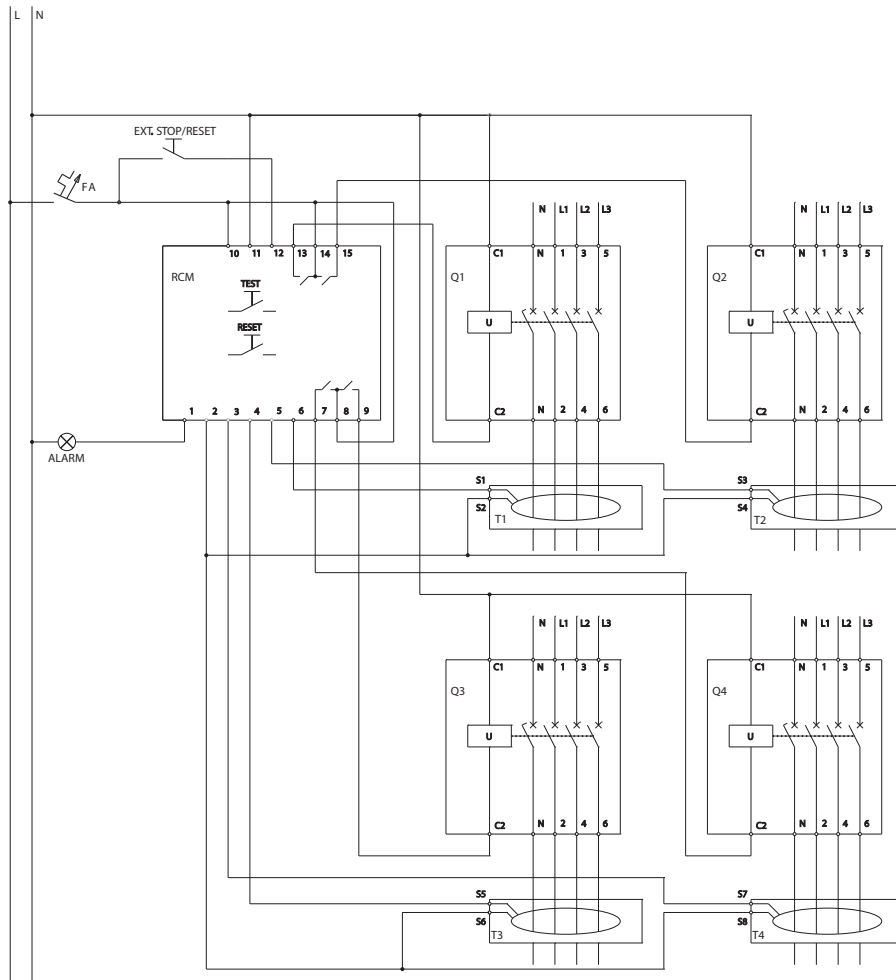 L N
EXT. STOP/RESET
FA
N L1 L2 L3
N L1 L2 L3
10 11 12 13 14 15
RCM
TEST
RESET
1 2 3 4 5 6 7 8 9
C1 N 1 3 5
Q1
U
C2 N 2 4 6
C1 N 1 3 5
Q2
U
C2 N 2 4 6
ALARM
S1
S2
T1
S3
S4
T2
N L1 L2 L3
N L1 L2 L3
C1 N 1 3 5
Q3
U
C2 N 2 4 6
C1 N 1 3 5
Q4
U
C2 N 2 4 6
S5
S6
T3
S7
S8
T4